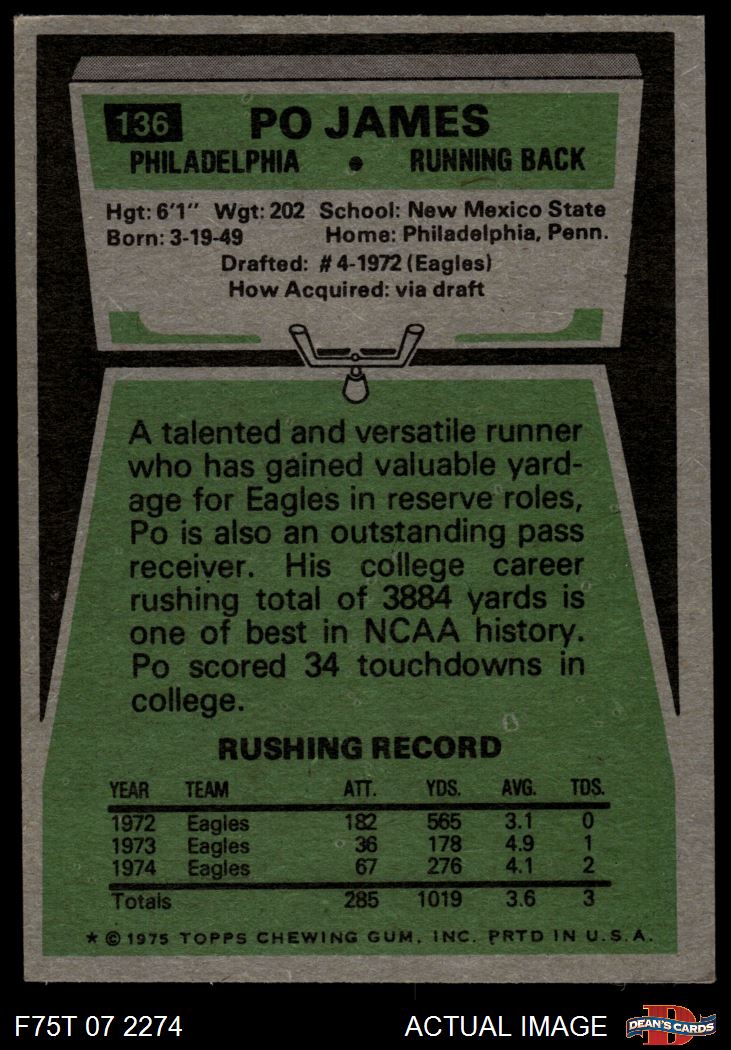 136 PO JAMES
PHILADELPHIA • RUNNING BACK
Hgt: 6'1" Wgt: 202 School: New Mexico State
Born: 3-19-49 Home: Philadelphia, Penn.
Drafted: #4-1972 (Eagles)
How Acquired: via draft
A talented and versatile runner
who has gained valuable yard-
age for Eagles in reserve roles,
Po is also an outstanding pass
receiver. His college career
rushing total of 3884 yards is
one of best in NCAA history.
Po scored 34 touchdowns in
college.
RUSHING RECORD
YEAR TEAM ATT. YDS. AVG. TDS.
1972 Eagles 182 565 3.1 0
1973 Eagles 36 178 4.9 1
1974 Eagles 67 276 4.1 2
Totals 285 1019 3.6 3
★ © 1975 TOPPS CHEWING GUM, INC. PRTD IN U.S.A.
F75T 07 2274 ACTUAL IMAGE D DEAN'S CARDS